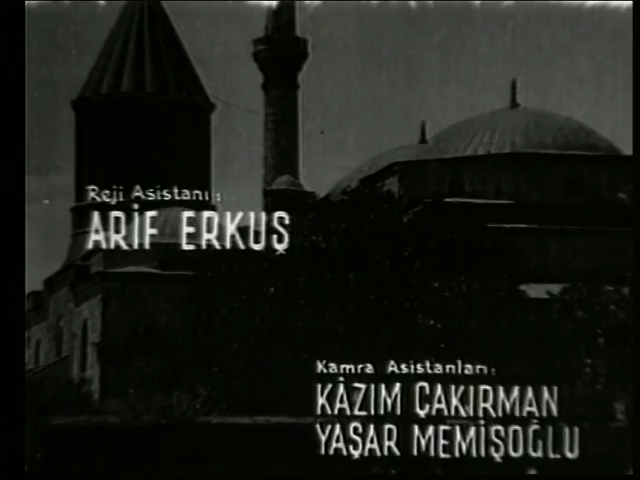 Reji Asistanı:
ARİF ERKUŞ
Kamra Asistanları:
KÂZIM ÇAKIRMAN
YAŞAR MEMİŞOĞLU